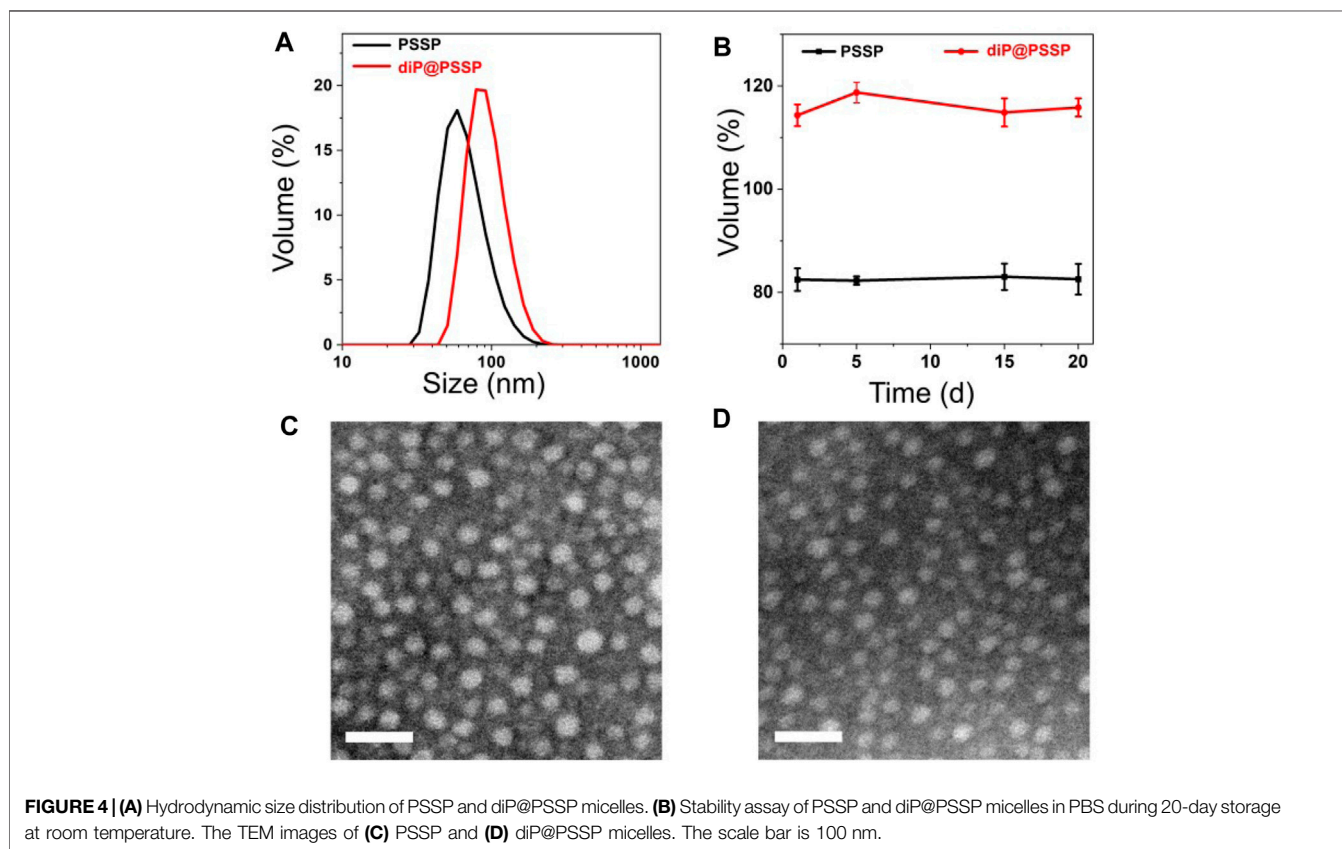 A
PSSP
diP@PSSP
20
15
10
5
0
Volume (%)
10
100
1000
Size (nm)
B
PSSP
diP@PSSP
120
100
80
Volume (%)
0
5
10
15
20
Time (d)
C
D
FIGURE 4 | (A) Hydrodynamic size distribution of PSSP and diP@PSSP micelles. (B) Stability assay of PSSP and diP@PSSP micelles in PBS during 20-day storage
at room temperature. The TEM images of (C) PSSP and (D) diP@PSSP micelles. The scale bar is 100 nm.